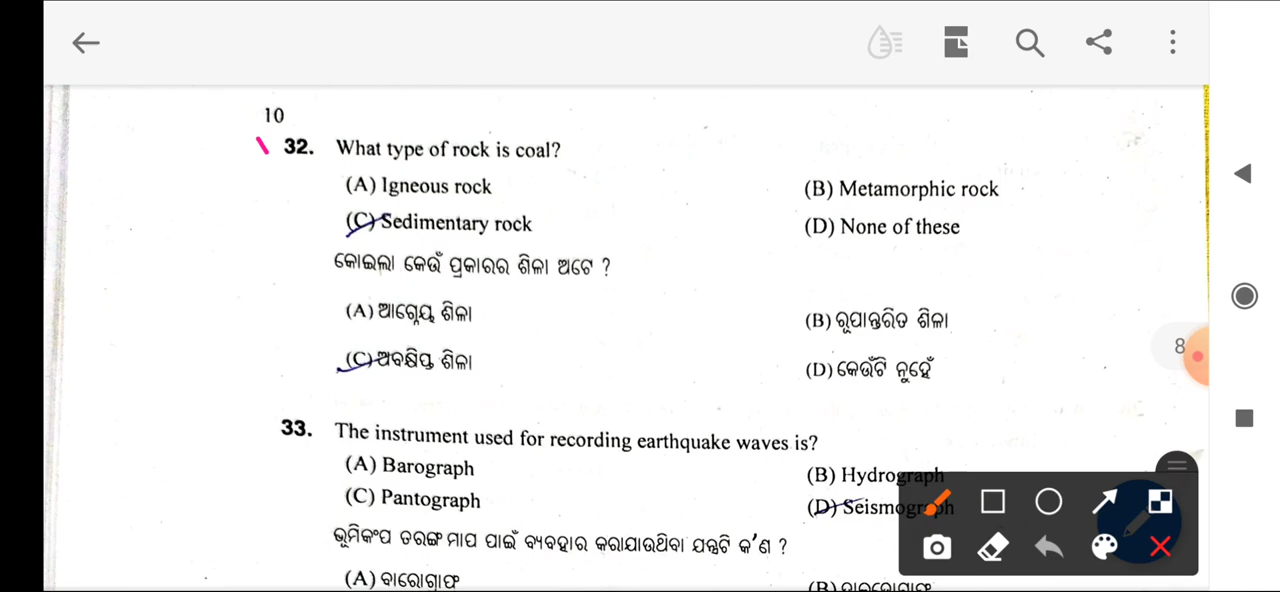 10
32. What type of rock is coal?
(A) Igneous rock (B) Metamorphic rock
(C) Sedimentary rock (D) None of these
କୋଇଲା କେଉଁ ପ୍ରକାରର ଶିଳା ଅଟେ ?
(A) ଆଗ୍ନେୟ ଶିଳା (B) ରୂପାନ୍ତରିତ ଶିଳା
(C) ଅବକ୍ଷିପ୍ତ ଶିଳା (D) କେଉଁଟି ନୁହେଁ
8
33. The instrument used for recording earthquake waves is?
(A) Barograph (B) Hydrograph
(C) Pantograph (D) Seismograph
ଭୂମିକଂପ ତରଙ୍ଗ ମାପ ପାଇଁ ବ୍ୟବହାର କରାଯାଉଥିବା ଯନ୍ତ୍ରଟି କ'ଣ ?
(A) ବାରୋଗ୍ରାଫ (B)